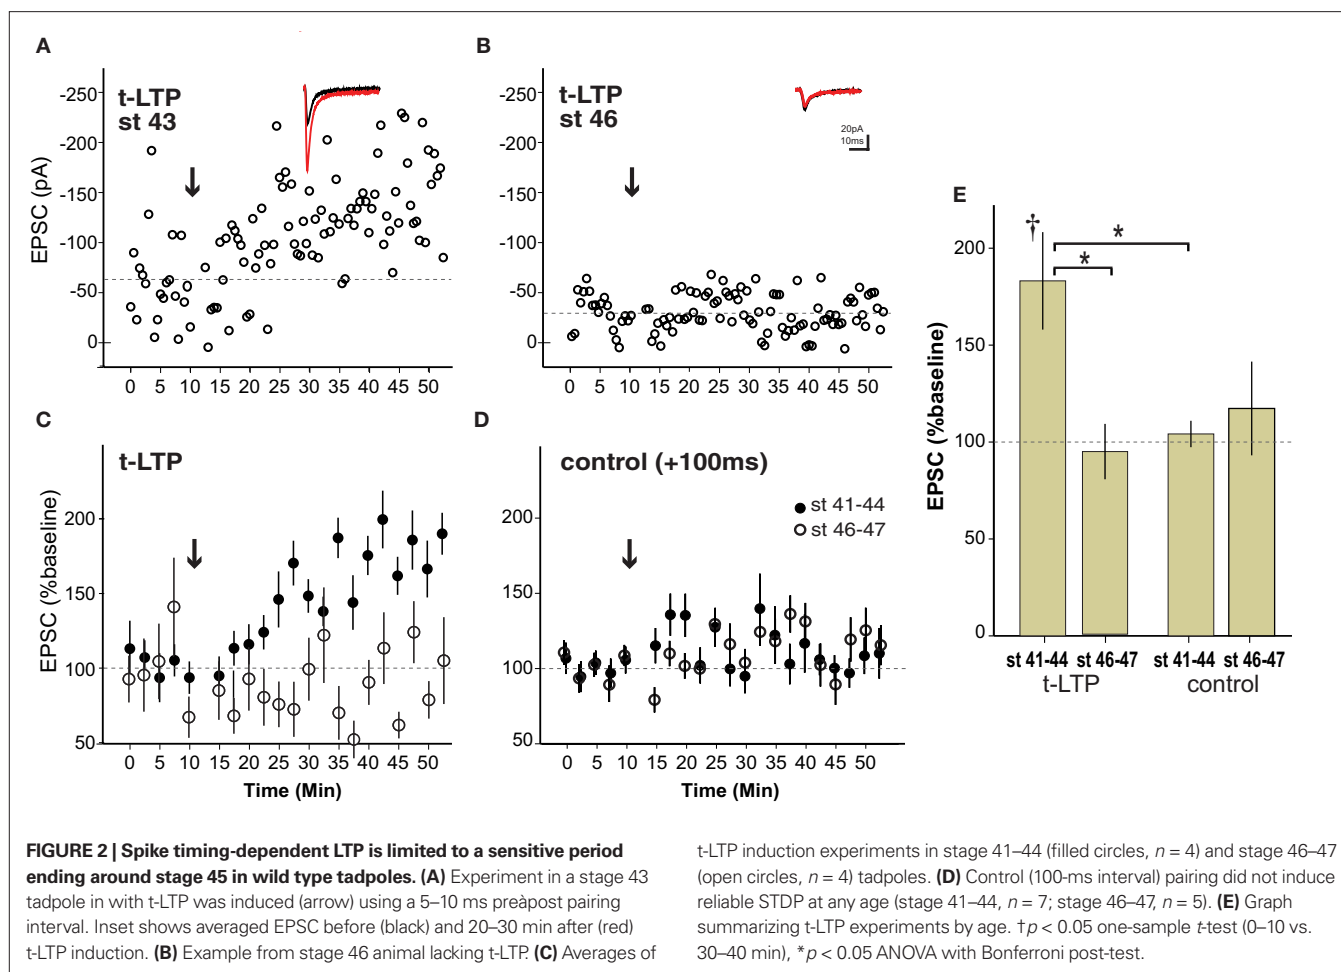 A
t-LTP
st 43
EPSC (pA)
-250
-200
-150
-100
-50
0
0 5 10 15 20 25 30 35 40 45 50
B
t-LTP
st 46
20pA
10ms
-250
-200
-150
-100
-50
0
0 5 10 15 20 25 30 35 40 45 50
C
t-LTP
EPSC (%baseline)
200
150
100
50
0 5 10 15 20 25 30 35 40 45 50
Time (Min)
D
control (+100ms)
st 41-44
st 46-47
200
150
100
50
0 5 10 15 20 25 30 35 40 45 50
Time (Min)
E
EPSC (%baseline)
200
150
100
50
0
†
*
*
st 41-44 st 46-47 st 41-44 st 46-47
t-LTP control
FIGURE 2 | Spike timing-dependent LTP is limited to a sensitive period
ending around stage 45 in wild type tadpoles. (A) Experiment in a stage 43
tadpole in with t-LTP was induced (arrow) using a 5–10 ms preàpost pairing
interval. Inset shows averaged EPSC before (black) and 20–30 min after (red)
t-LTP induction. (B) Example from stage 46 animal lacking t-LTP. (C) Averages of
t-LTP induction experiments in stage 41–44 (filled circles, n = 4) and stage 46–47
(open circles, n = 4) tadpoles. (D) Control (100-ms interval) pairing did not induce
reliable STDP at any age (stage 41–44, n = 7; stage 46–47, n = 5). (E) Graph
summarizing t-LTP experiments by age. †p < 0.05 one-sample t-test (0–10 vs.
30–40 min), *p < 0.05 ANOVA with Bonferroni post-test.